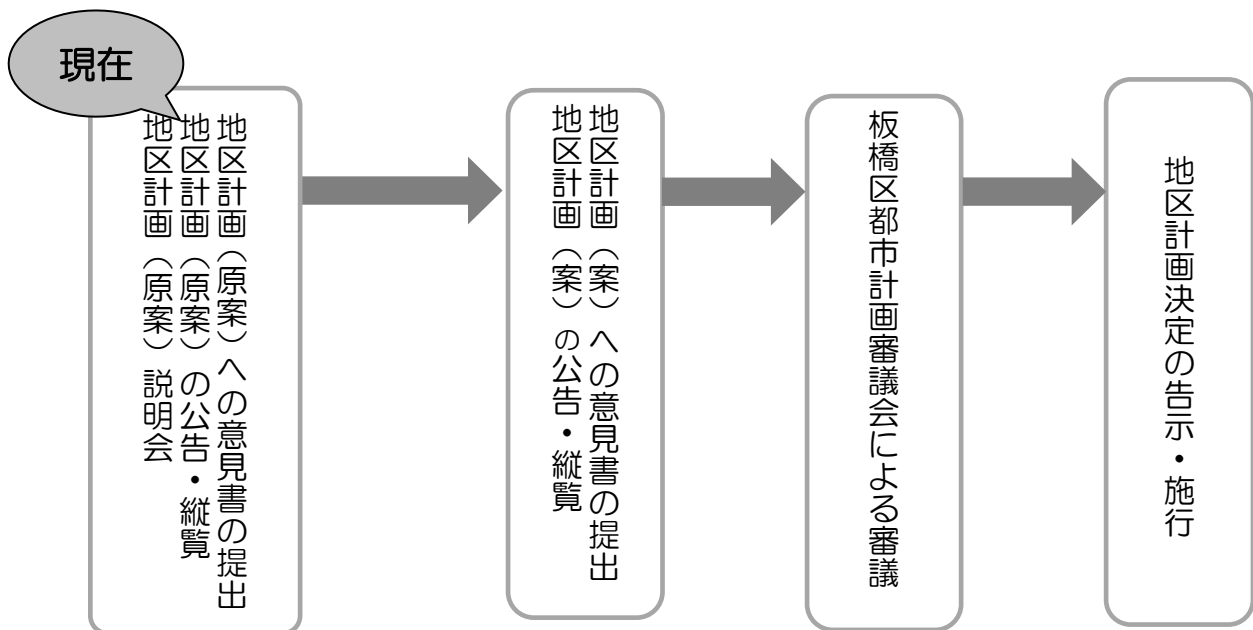 現在
地区計画（原案）への意見書の提出
地区計画（原案）の公告・縦覧
地区計画（原案）説明会
地区計画（案）への意見書の提出
地区計画（案）の公告・縦覧
板橋区都市計画審議会による審議
地区計画決定の告示・施行